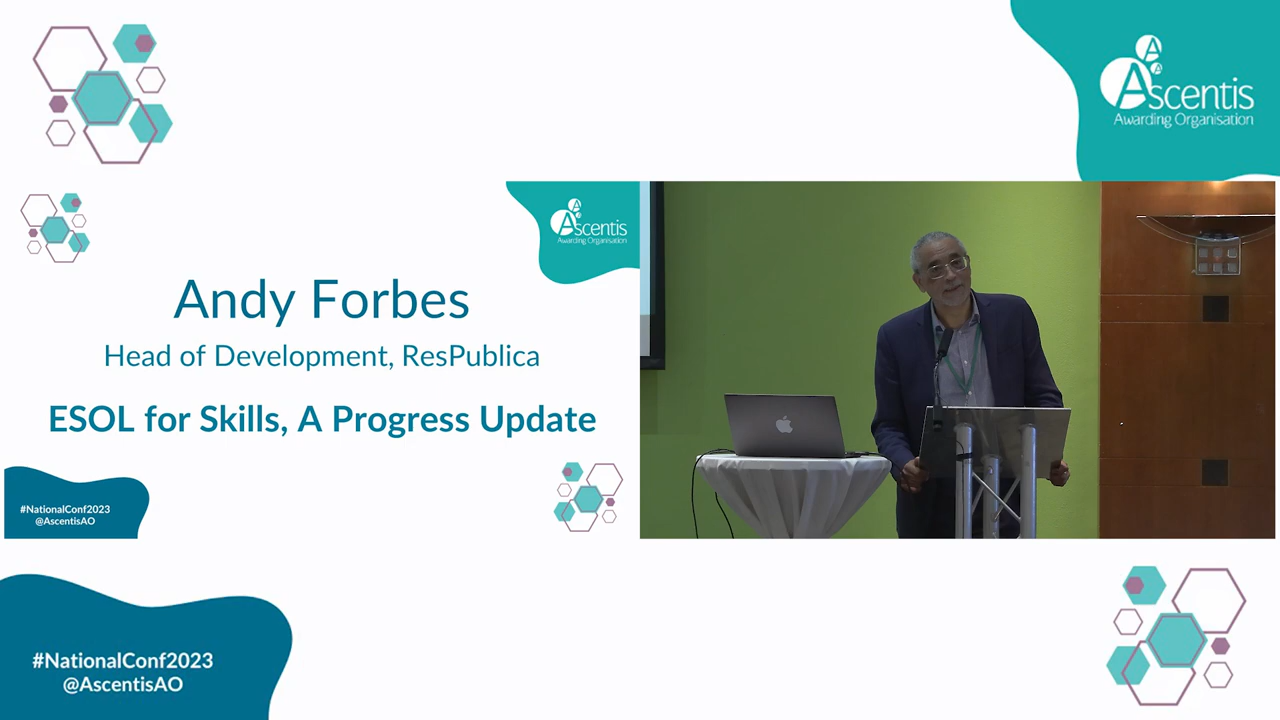 Ascentis
Awarding Organisation
Ascentis
Awarding Organisation
Andy Forbes
Head of Development, ResPublica
ESOL for Skills, A Progress Update
#NationalConf2023
@AscentisAO
#NationalConf2023
@AscentisAO